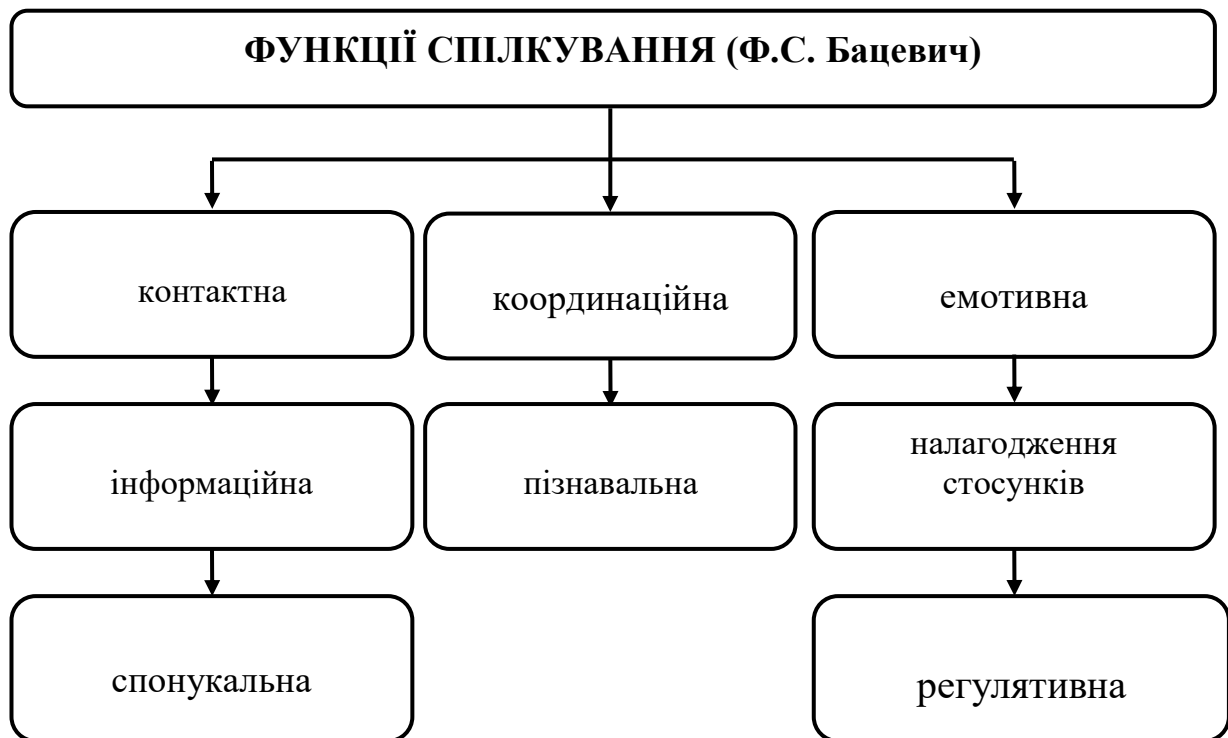 ФУНКЦІЇ СПІЛКУВАННЯ (Ф.С. Бацевич)
контактна
координаційна
емотивна
інформаційна
пізнавальна
налагодження
стосунків
спонукальна
регулятивна